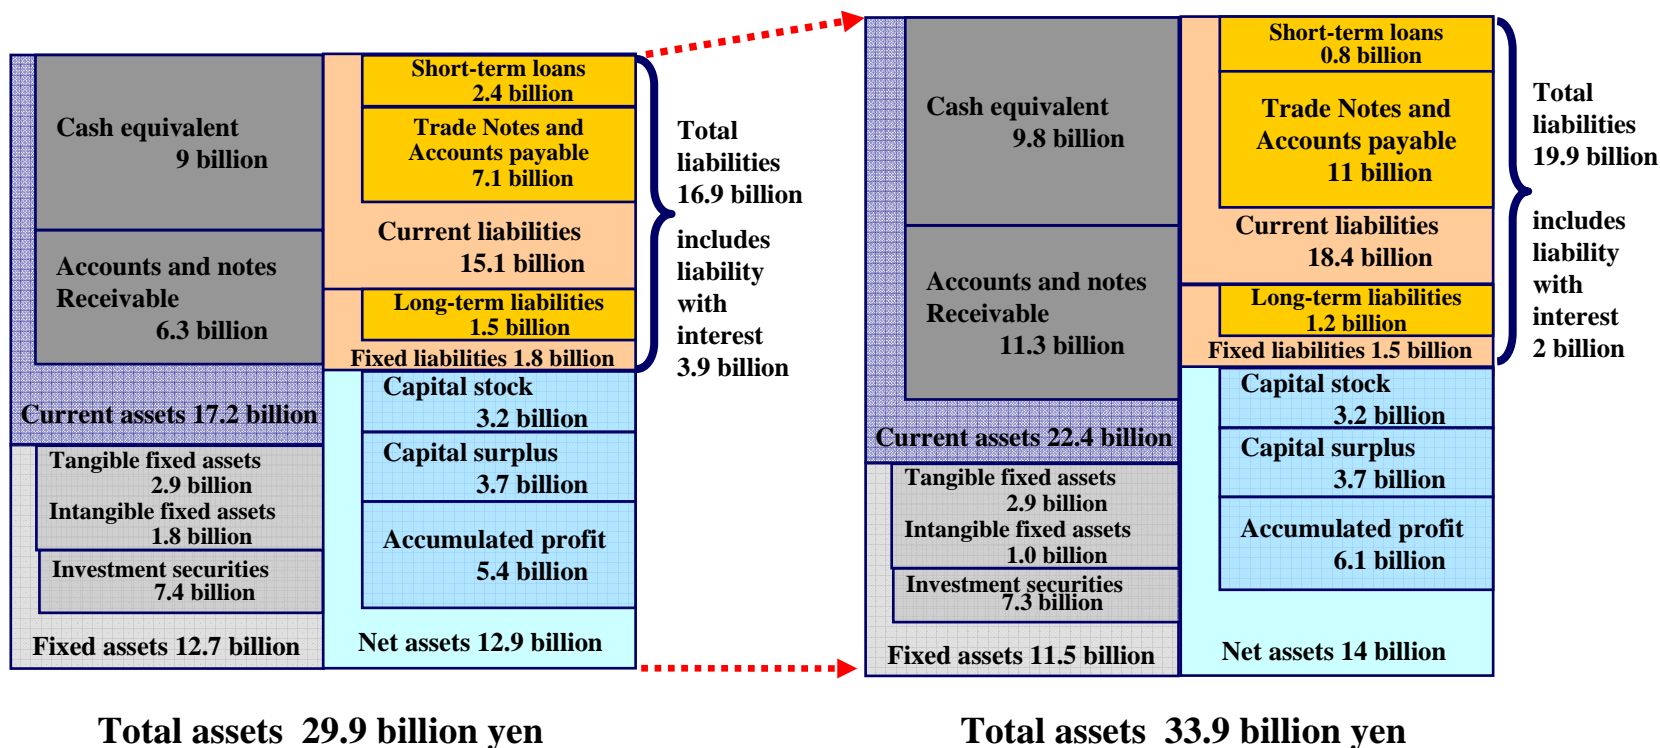 Cash equivalent
9 billion
Accounts and notes
Receivable
6.3 billion
Current assets 17.2 billion
Tangible fixed assets
2.9 billion
Intangible fixed assets
1.8 billion
Investment securities
7.4 billion
Fixed assets 12.7 billion
Short-term loans
2.4 billion
Trade Notes and
Accounts payable
7.1 billion
Current liabilities
15.1 billion
Long-term liabilities
1.5 billion
Fixed liabilities 1.8 billion
Capital stock
3.2 billion
Capital surplus
3.7 billion
Accumulated profit
5.4 billion
Net assets 12.9 billion
Total
liabilities
16.9 billion
includes
liability
with
interest
3.9 billion
Total assets 29.9 billion yen
Cash equivalent
9.8 billion
Accounts and notes
Receivable
11.3 billion
Current assets 22.4 billion
Tangible fixed assets
2.9 billion
Intangible fixed assets
1.0 billion
Investment securities
7.3 billion
Fixed assets 11.5 billion
Short-term loans
0.8 billion
Trade Notes and
Accounts payable
11 billion
Current liabilities
18.4 billion
Long-term liabilities
1.2 billion
Fixed liabilities 1.5 billion
Capital stock
3.2 billion
Capital surplus
3.7 billion
Accumulated profit
6.1 billion
Net assets 14 billion
Total
liabilities
19.9 billion
includes
liability
with
interest
2 billion
Total assets 33.9 billion yen